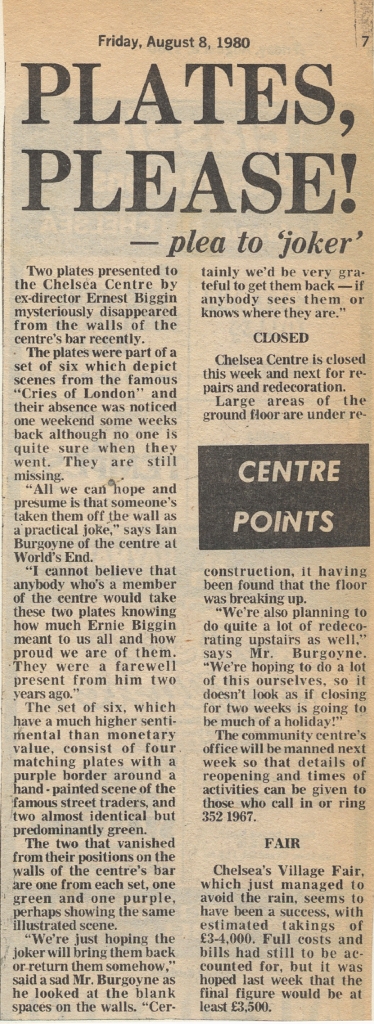 Friday, August 8, 1980
7
PLATES,
PLEASE!
— plea to 'joker'
Two plates presented to
the Chelsea Centre by
ex-director Ernest Biggin
mysteriously disappeared
from the walls of the
centre's bar recently.
The plates were part of a
set of six which depict
scenes from the famous
"Cries of London" and
their absence was noticed
one weekend some weeks
back although no one is
quite sure when they
went. They are still
missing.
"All we can hope and
presume is that someone's
taken them off the wall as
a practical joke," says Ian
Burgoyne of the centre at
World's End.
"I cannot believe that
anybody who's a member
of the centre would take
these two plates knowing
how much Ernie Biggin
meant to us all and how
proud we are of them.
They were a farewell
present from him two
years ago."
The set of six, which
have a much higher senti-
mental than monetary
value, consist of four
matching plates with a
purple border around a
hand-painted scene of the
famous street traders, and
two almost identical but
predominantly green.
The two that vanished
from their positions on the
walls of the centre's bar
are one from each set, one
green and one purple,
perhaps showing the same
illustrated scene.
"We're just hoping the
joker will bring them back
or return them somehow,"
said a sad Mr. Burgoyne as
he looked at the blank
spaces on the walls. "Cer-
tainly we'd be very gra-
teful to get them back — if
anybody sees them or
knows where they are."
CLOSED
Chelsea Centre is closed
this week and next for re-
pairs and redecoration.
Large areas of the
ground floor are under re-
CENTRE
POINTS
construction, it having
been found that the floor
was breaking up.
"We're also planning to
do quite a lot of redeco-
rating upstairs as well,"
says Mr. Burgoyne.
"We're hoping to do a lot
of this ourselves, so it
doesn't look as if closing
for two weeks is going to
be much of a holiday!"
The community centre's
office will be manned next
week so that details of
reopening and times of
activities can be given to
those who call in or ring
352 1967.
FAIR
Chelsea's Village Fair,
which just managed to
avoid the rain, seems to
have been a success, with
estimated takings of
£3-4,000. Full costs and
bills had still to be ac-
counted for, but it was
hoped last week that the
final figure would be at
least £3,500.